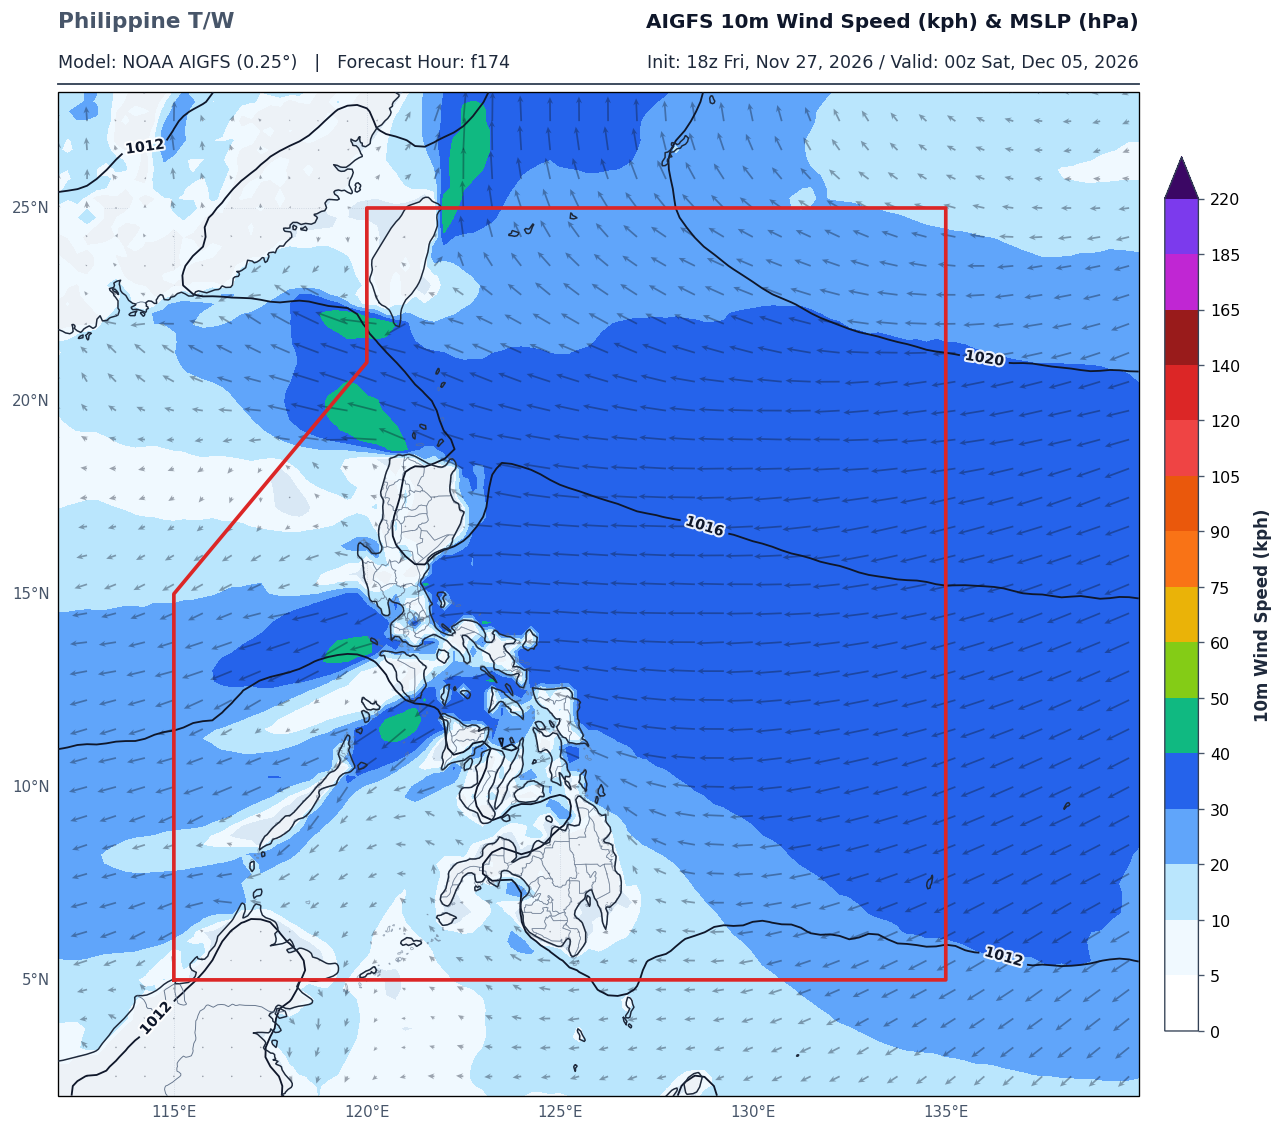 Philippine T/W
AIGFS 10m Wind Speed (kph) & MSLP (hPa)
Model: NOAA AIGFS (0.25°) | Forecast Hour: f174
Init: 18z Fri, Nov 27, 2026 / Valid: 00z Sat, Dec 05, 2026
1012
25°N
1020
20°N
1016
15°N
10°N
1012
5°N
1012
115°E
120°E
125°E
130°E
135°E
220
185
165
140
120
105
90
75
60
50
40
30
20
10
5
0
10m Wind Speed (kph)